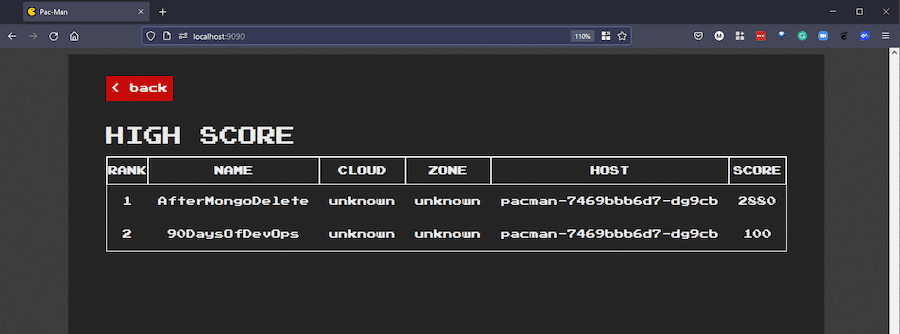 Pac-Man
localhost:9090
110%
< back
HIGH SCORE
RANK NAME CLOUD ZONE HOST SCORE
1 AfterMongoDelete unknown unknown pacman-7469bbb6d7-dg9cb 2880
2 90DaysOfDevOps unknown unknown pacman-7469bbb6d7-dg9cb 100